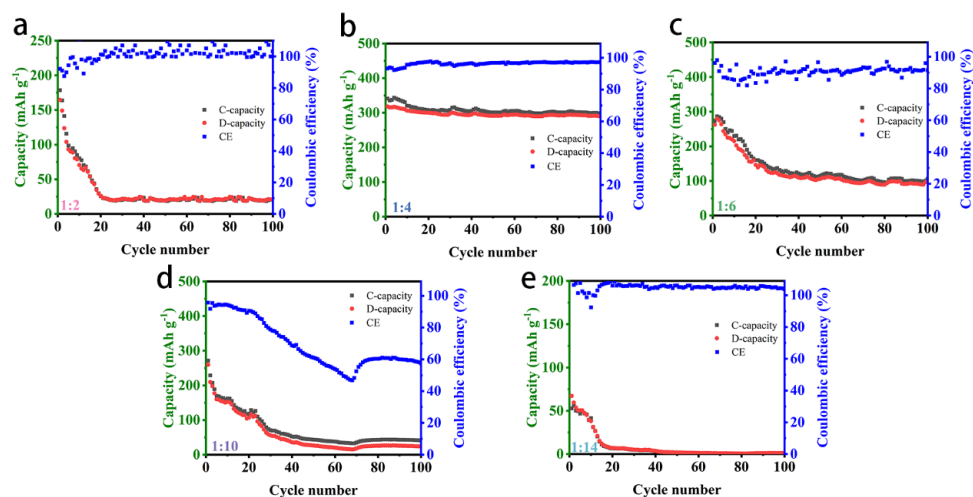 a
Capacity (mAh g⁻¹)
250
200
150
100
50
0
C-capacity
D-capacity
CE
1:2
0 20 40 60 80 100
Cycle number
100
80
60
40
20
0
Coulombic efficiency (%)
b
Capacity (mAh g⁻¹)
500
400
300
200
100
0
C-capacity
D-capacity
CE
1:4
0 20 40 60 80 100
Cycle number
100
80
60
40
20
0
Coulombic efficiency (%)
c
Capacity (mAh g⁻¹)
500
400
300
200
100
0
C-capacity
D-capacity
CE
1:6
0 20 40 60 80 100
Cycle number
100
80
60
40
20
0
Coulombic efficiency (%)
d
Capacity (mAh g⁻¹)
500
400
300
200
100
0
C-capacity
D-capacity
CE
1:10
0 20 40 60 80 100
Cycle number
100
80
60
40
20
0
Coulombic efficiency (%)
e
Capacity (mAh g⁻¹)
200
150
100
50
0
C-capacity
D-capacity
CE
1:14
0 20 40 60 80 100
Cycle number
100
80
60
40
20
0
Coulombic efficiency (%)